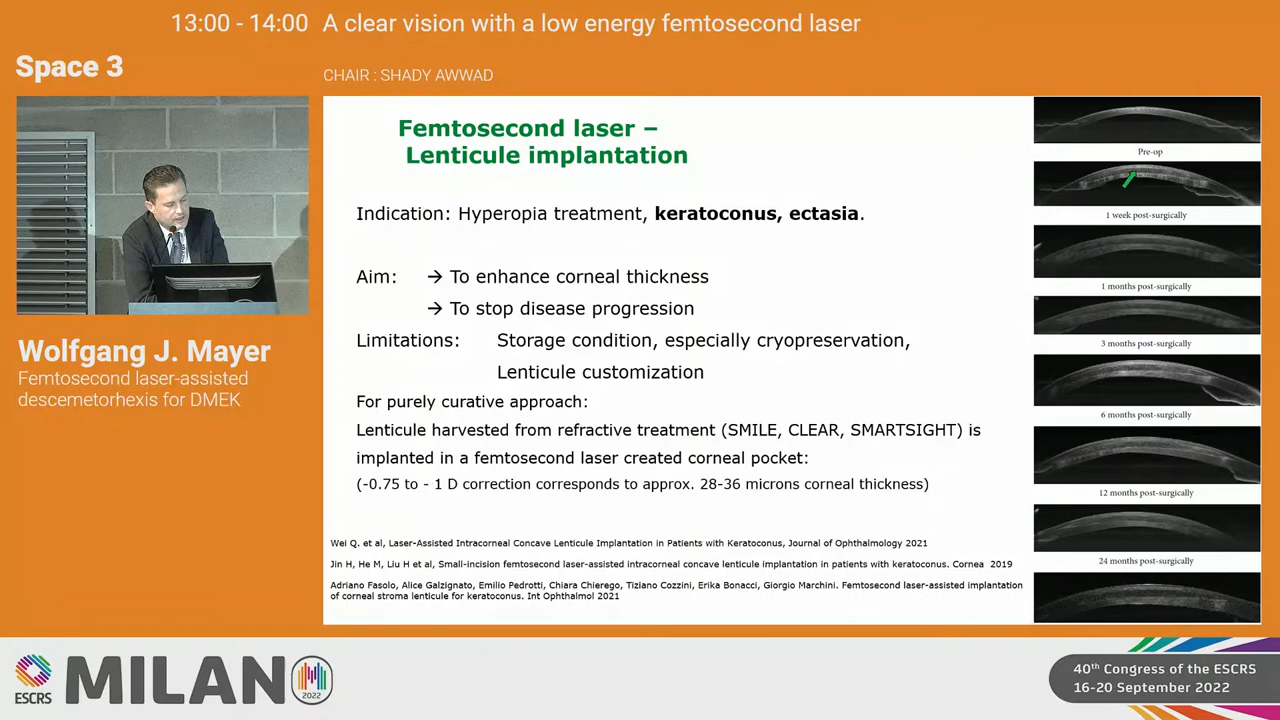 13:00 - 14:00 A clear vision with a low energy femtosecond laser
Space 3
CHAIR : SHADY AWWAD
Wolfgang J. Mayer
Femtosecond laser-assisted
descemetorhexis for DMEK
Femtosecond laser –
Lenticule implantation
Indication: Hyperopia treatment, keratoconus, ectasia.
Aim: → To enhance corneal thickness
→ To stop disease progression
Limitations: Storage condition, especially cryopreservation,
Lenticule customization
For purely curative approach:
Lenticule harvested from refractive treatment (SMILE, CLEAR, SMARTSIGHT) is
implanted in a femtosecond laser created corneal pocket:
(-0.75 to - 1 D correction corresponds to approx. 28-36 microns corneal thickness)
Wei Q. et al, Laser-Assisted Intracorneal Concave Lenticule Implantation in Patients with Keratoconus, Journal of Ophthalmology 2021
Jin H, He M, Liu H et al, Small-incision femtosecond laser-assisted intracorneal concave lenticule implantation in patients with keratoconus. Cornea 2019
Adriano Fasolo, Alice Galzignato, Emilio Pedrotti, Chiara Chierego, Tiziano Cozzini, Erika Bonacci, Giorgio Marchini. Femtosecond laser-assisted implantation
of corneal stroma lenticule for keratoconus. Int Ophthalmol 2021
Pre-op
1 week post-surgically
1 months post-surgically
3 months post-surgically
6 months post-surgically
12 months post-surgically
24 months post-surgically
ESCRS
MILANO
2022
40th Congress of the ESCRS
16-20 September 2022